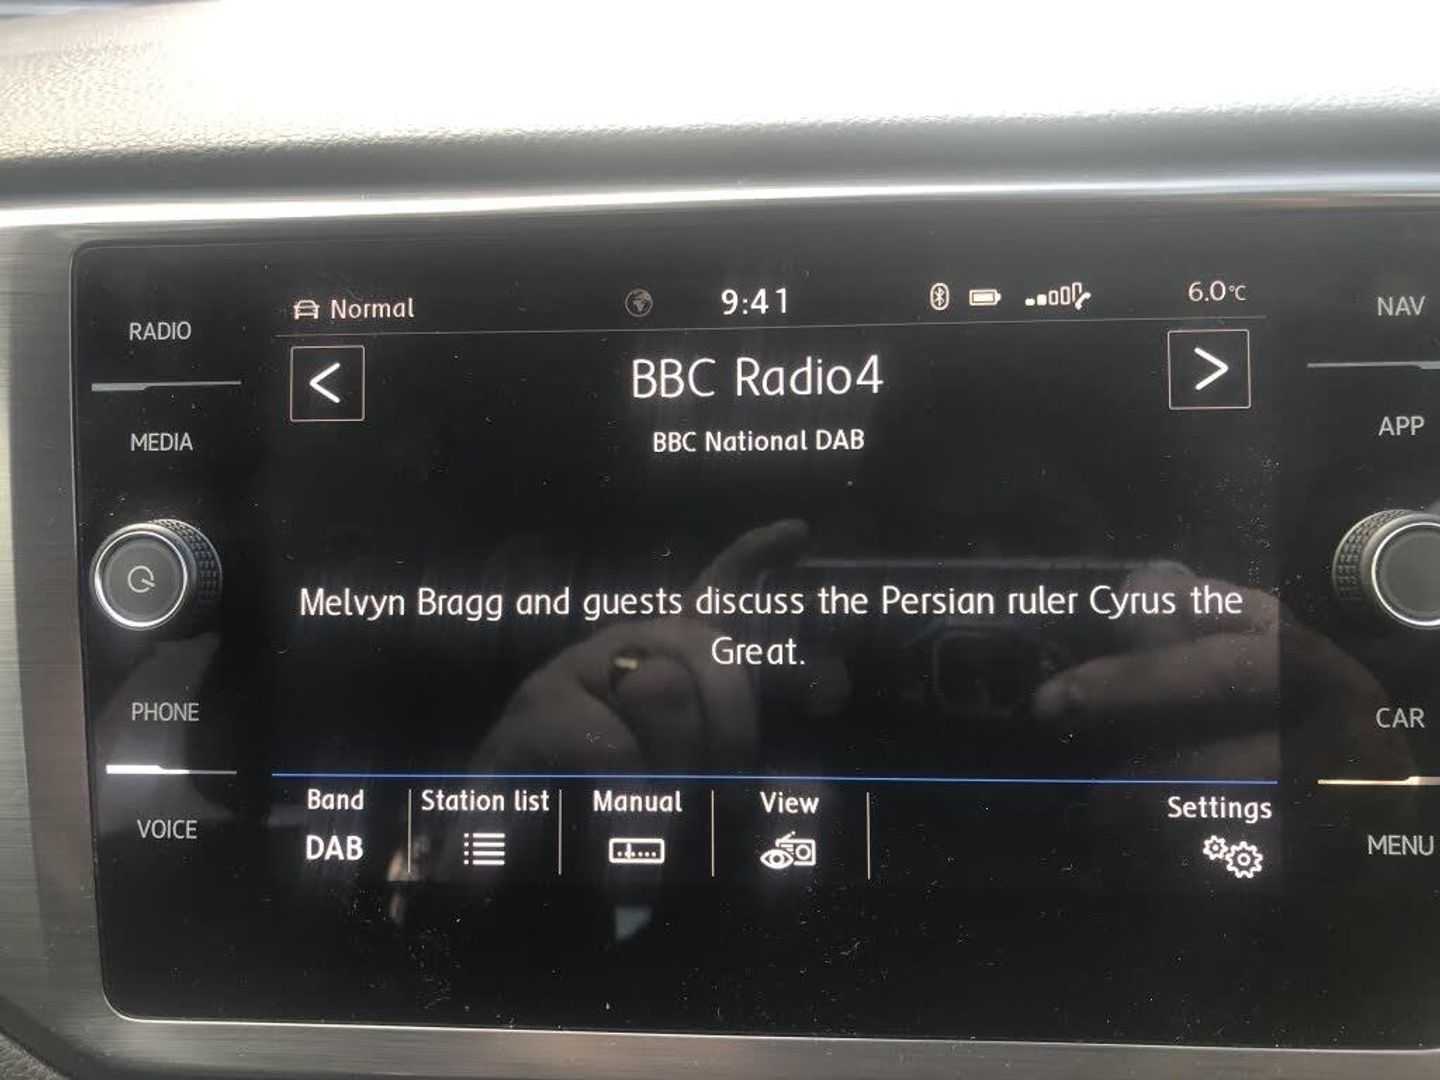 Normal
9:41
6.0°C
RADIO
NAV
BBC Radio4
BBC National DAB
MEDIA
APP
Melvyn Bragg and guests discuss the Persian ruler Cyrus the
Great.
PHONE
CAR
Band
Station list
Manual
View
Settings
DAB
VOICE
MENU